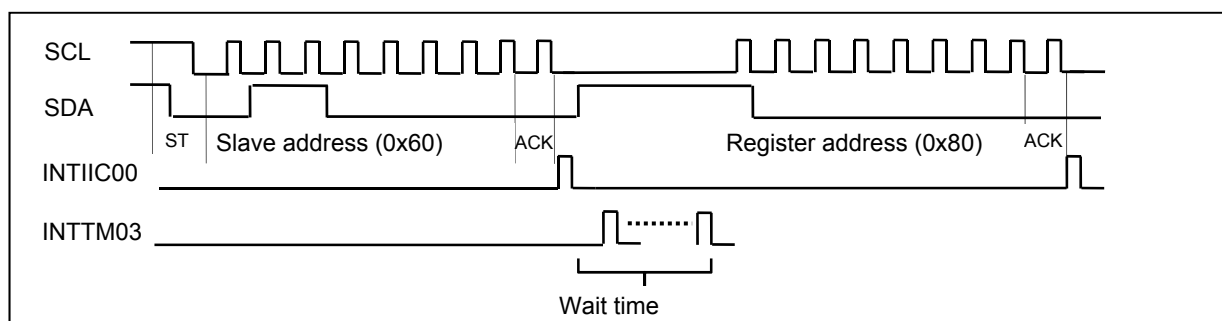 SCL
SDA
ST Slave address (0x60) ACK Register address (0x80) ACK
INTIIC00
INTTM03
Wait time